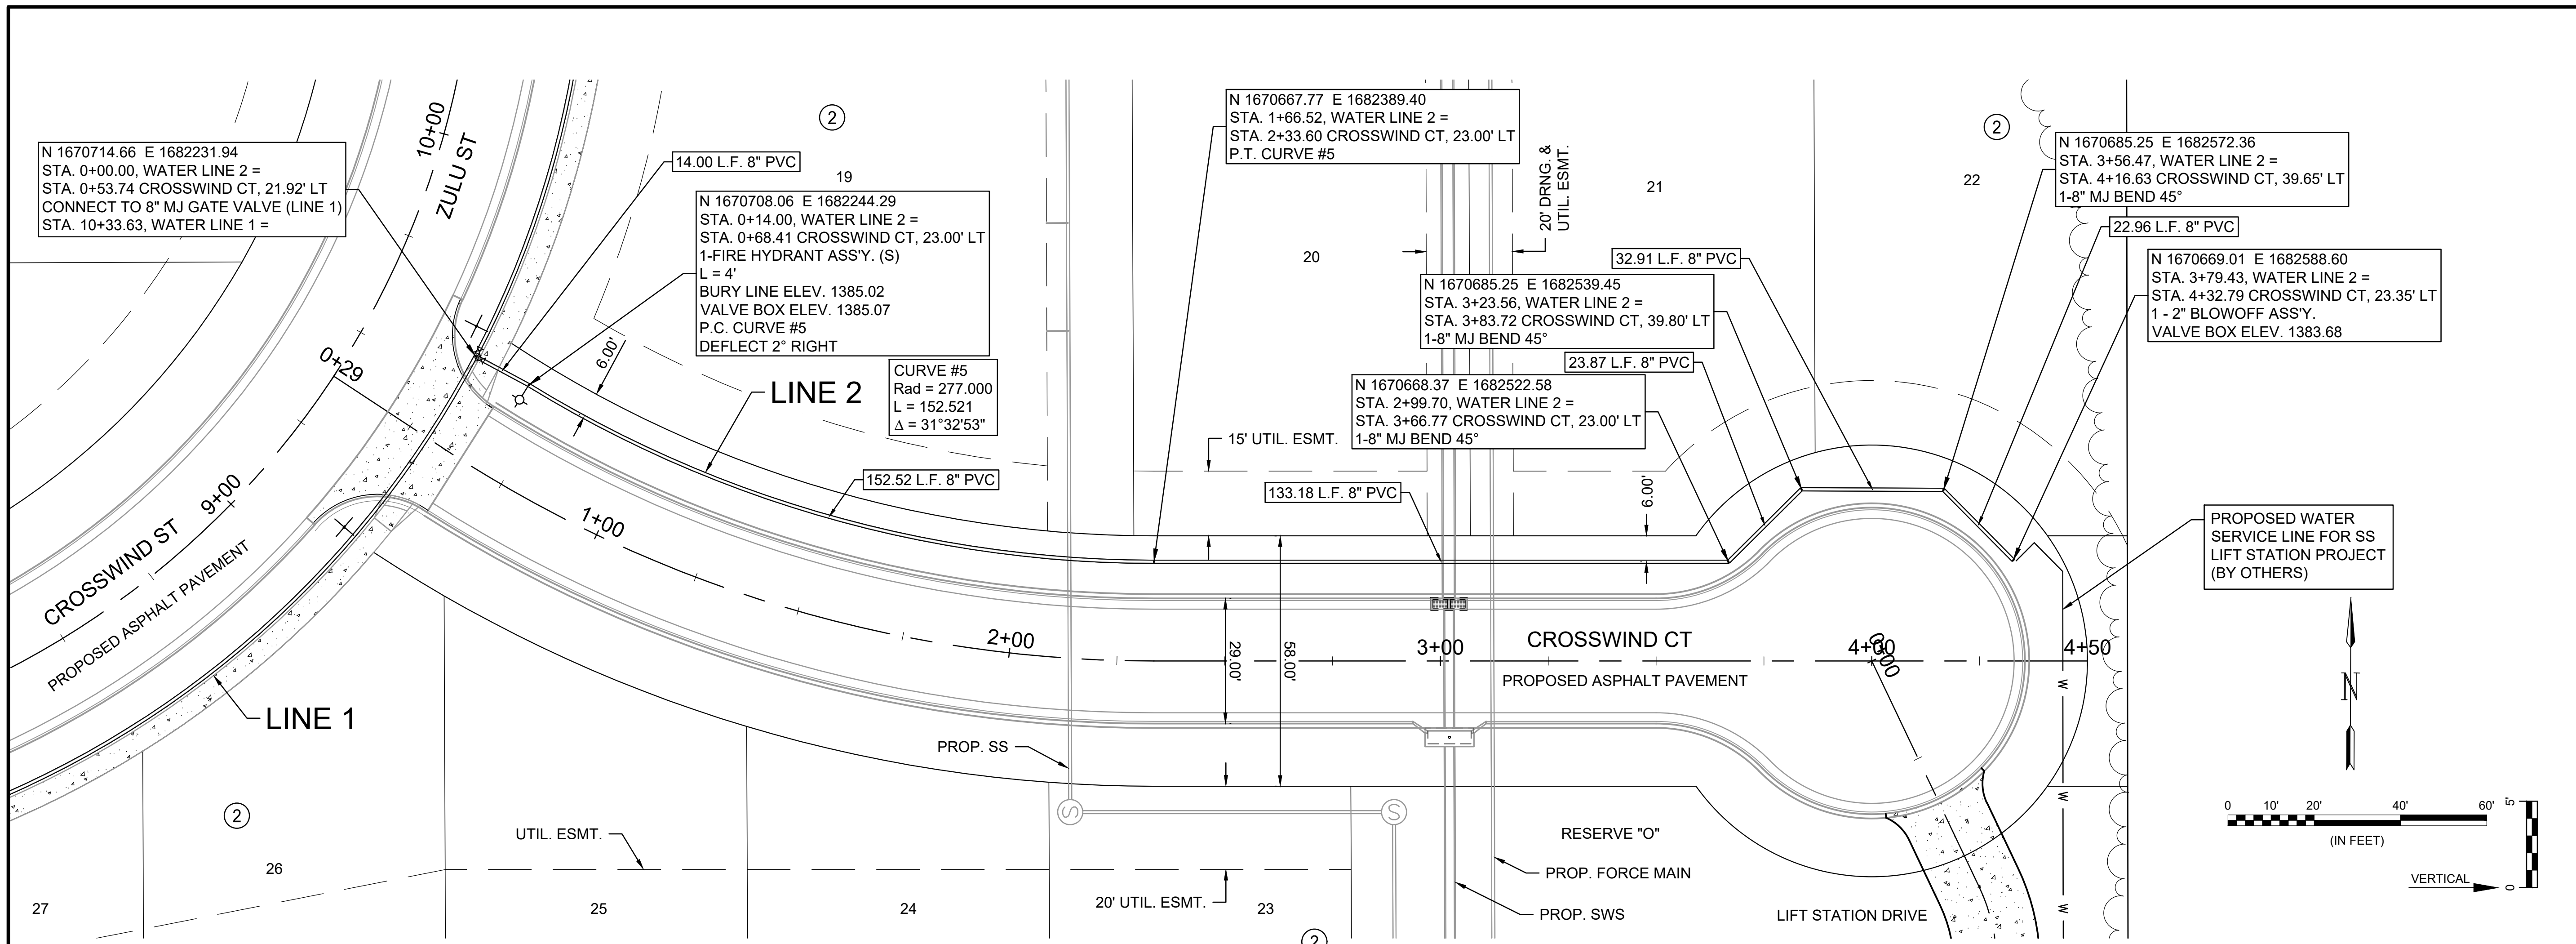 N 1670714.66 E 1682231.94
STA. 0+00.00, WATER LINE 2 =
STA. 0+53.74 CROSSWIND CT, 21.92' LT
CONNECT TO 8" MJ GATE VALVE (LINE 1)
STA. 10+33.63, WATER LINE 1 =
10+00
ZULU ST
14.00 L.F. 8" PVC
2
19
N 1670708.06 E 1682244.29
STA. 0+14.00, WATER LINE 2 =
STA. 0+68.41 CROSSWIND CT, 23.00' LT
1-FIRE HYDRANT ASS'Y. (S)
L = 4'
BURY LINE ELEV. 1385.02
VALVE BOX ELEV. 1385.07
P.C. CURVE #5
DEFLECT 2° RIGHT
CURVE #5
Rad = 277.000
L = 152.521
Δ = 31°32'53"
N 1670667.77 E 1682389.40
STA. 1+66.52, WATER LINE 2 =
STA. 2+33.60 CROSSWIND CT, 23.00' LT
P.T. CURVE #5
20' DRNG. &
UTIL. ESMT.
20
21
22
2
N 1670685.25 E 1682572.36
STA. 3+56.47, WATER LINE 2 =
STA. 4+16.63 CROSSWIND CT, 39.65' LT
1-8" MJ BEND 45°
22.96 L.F. 8" PVC
32.91 L.F. 8" PVC
N 1670669.01 E 1682588.60
STA. 3+79.43, WATER LINE 2 =
STA. 4+32.79 CROSSWIND CT, 23.35' LT
1 - 2" BLOWOFF ASS'Y.
VALVE BOX ELEV. 1383.68
N 1670685.25 E 1682539.45
STA. 3+23.56, WATER LINE 2 =
STA. 3+83.72 CROSSWIND CT, 39.80' LT
1-8" MJ BEND 45°
23.87 L.F. 8" PVC
N 1670668.37 E 1682522.58
STA. 2+99.70, WATER LINE 2 =
STA. 3+66.77 CROSSWIND CT, 23.00' LT
1-8" MJ BEND 45°
0+29
6.00'
LINE 2
15' UTIL. ESMT.
152.52 L.F. 8" PVC
133.18 L.F. 8" PVC
6.00'
9+00
CROSSWIND ST
PROPOSED ASPHALT PAVEMENT
1+00
2+00
29.00'
58.00'
3+00
CROSSWIND CT
PROPOSED ASPHALT PAVEMENT
4+00
0+00
4+50
PROPOSED WATER
SERVICE LINE FOR SS
LIFT STATION PROJECT
(BY OTHERS)
W
W
W
N
LINE 1
PROP. SS
S
S
2
UTIL. ESMT.
RESERVE "O"
PROP. FORCE MAIN
PROP. SWS
LIFT STATION DRIVE
20' UTIL. ESMT.
27
26
25
24
23
2
0 10' 20' 40' 60'
(IN FEET)
5'
0
VERTICAL